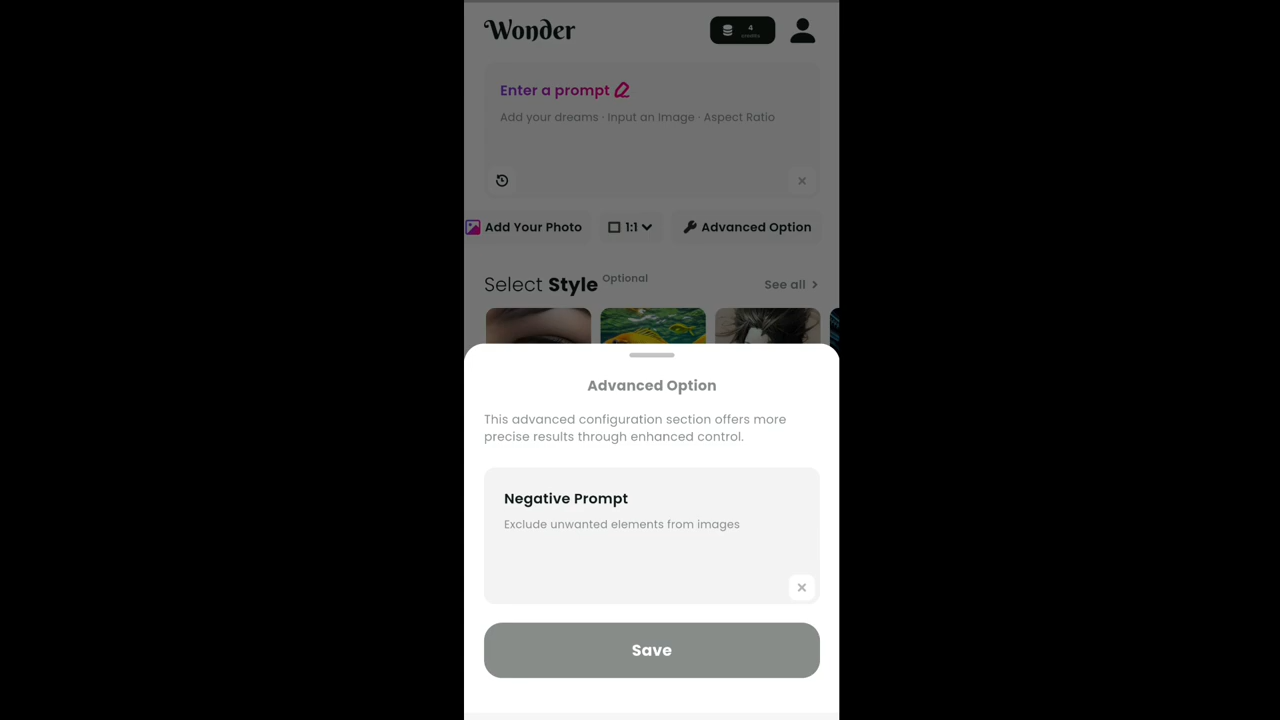 Wonder
4
credits
Enter a prompt
Add your dreams · Input an Image · Aspect Ratio
Add Your Photo
1:1
Advanced Option
Select Style Optional
See all
Advanced Option
This advanced configuration section offers more
precise results through enhanced control.
Negative Prompt
Exclude unwanted elements from images
Save